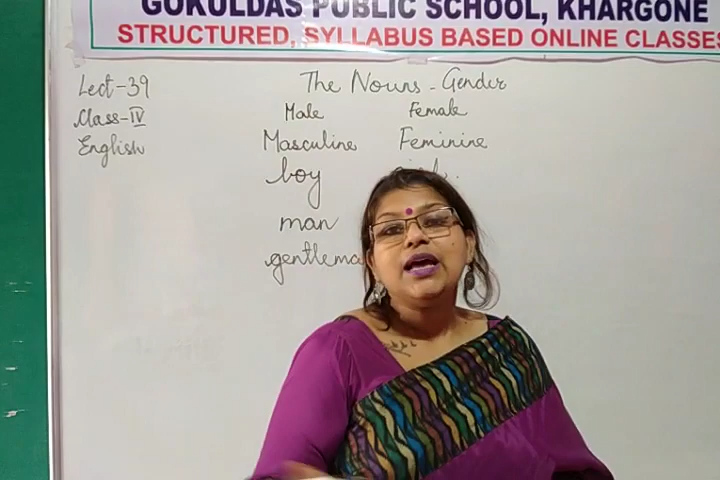 GOKULDAS PUBLIC SCHOOL, KHARGONE
STRUCTURED, SYLLABUS BASED ONLINE CLASSES
Lect-39
The Nouns - Gender
Class-IV
Male Female
English
Masculine Feminine
boy
man
gentlema